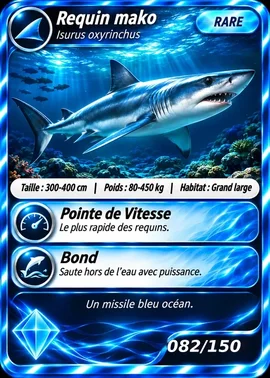 Requin mako
RARE
Isurus oxyrinchus
Taille : 300-400 cm | Poids : 80-450 kg | Habitat : Grand large
Pointe de Vitesse
Le plus rapide des requins.
Bond
Saute hors de l'eau avec puissance.
Un missile bleu océan.
082/150